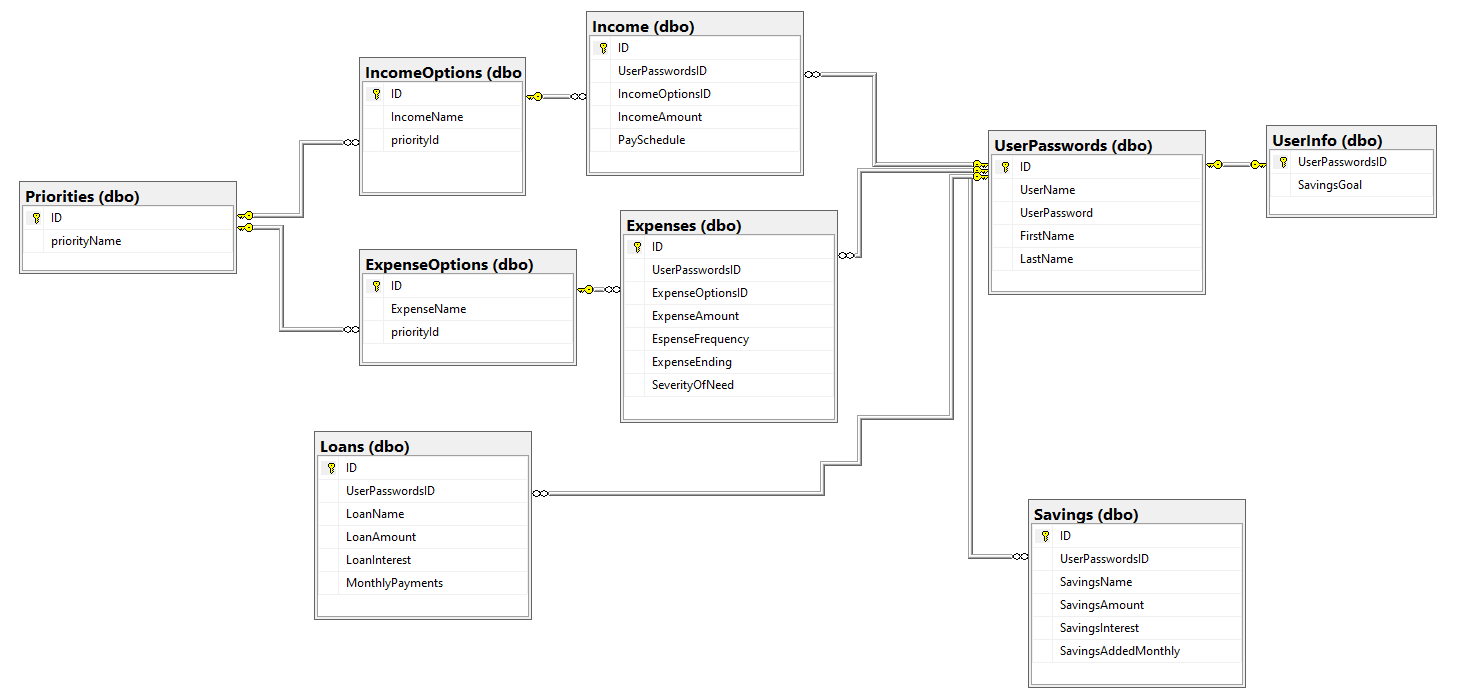 Income (dbo)
ID
UserPasswordsID
IncomeOptionsID
IncomeAmount
PaySchedule
IncomeOptions (dbo
ID
IncomeName
priorityId
Priorities (dbo)
ID
priorityName
ExpenseOptions (dbo)
ID
ExpenseName
priorityId
Expenses (dbo)
ID
UserPasswordsID
ExpenseOptionsID
ExpenseAmount
EspenseFrequency
ExpenseEnding
SeverityOfNeed
UserPasswords (dbo)
ID
UserName
UserPassword
FirstName
LastName
UserInfo (dbo)
UserPasswordsID
SavingsGoal
Loans (dbo)
ID
UserPasswordsID
LoanName
LoanAmount
LoanInterest
MonthlyPayments
Savings (dbo)
ID
UserPasswordsID
SavingsName
SavingsAmount
SavingsInterest
SavingsAddedMonthly